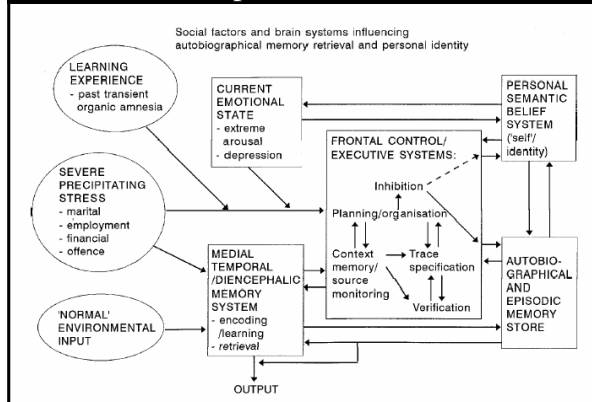 Social factors and brain systems influencing
autobiographical memory retrieval and personal identity
LEARNING
EXPERIENCE
- past transient
organic amnesia
CURRENT
EMOTIONAL
STATE
- extreme
arousal
- depression
PERSONAL
SEMANTIC
BELIEF
SYSTEM
('self'/
identity)
FRONTAL CONTROL/
EXECUTIVE SYSTEMS:
Inhibition
Planning/organisation
Context
memory/
source
monitoring
Trace
specification
Verification
SEVERE
PRECIPITATING
STRESS
- marital
- employment
- financial
- offence
MEDIAL
TEMPORAL
/DIENCEPHALIC
MEMORY
SYSTEM
- encoding
/learning
- retrieval
AUTOBIO-
GRAPHICAL
AND
EPISODIC
MEMORY
STORE
'NORMAL'
ENVIRONMENTAL
INPUT
OUTPUT